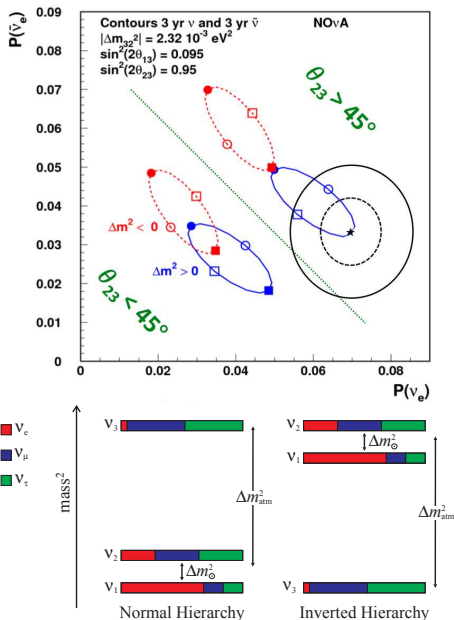 Contours 3 yr ν and 3 yr ν̄ NOνA
|Δm₃₂²| = 2.32 10⁻³ eV²
sin²(2θ₁₃) = 0.095
sin²(2θ₂₃) = 0.95
P(ν̄ₑ)
0.09
0.08
0.07
0.06
0.05
0.04
0.03
0.02
0.01
0
θ₂₃ > 45°
Δm² < 0
Δm² > 0
θ₂₃ < 45°
0 0.02 0.04 0.06 0.08
P(νₑ)
νₑ
ν_μ
ν_τ
mass²
ν₃
ν₂
ν₁
Δm²⊙
Δm²atm
Normal Hierarchy
ν₂
ν₁
ν₃
Δm²⊙
Δm²atm
Inverted Hierarchy